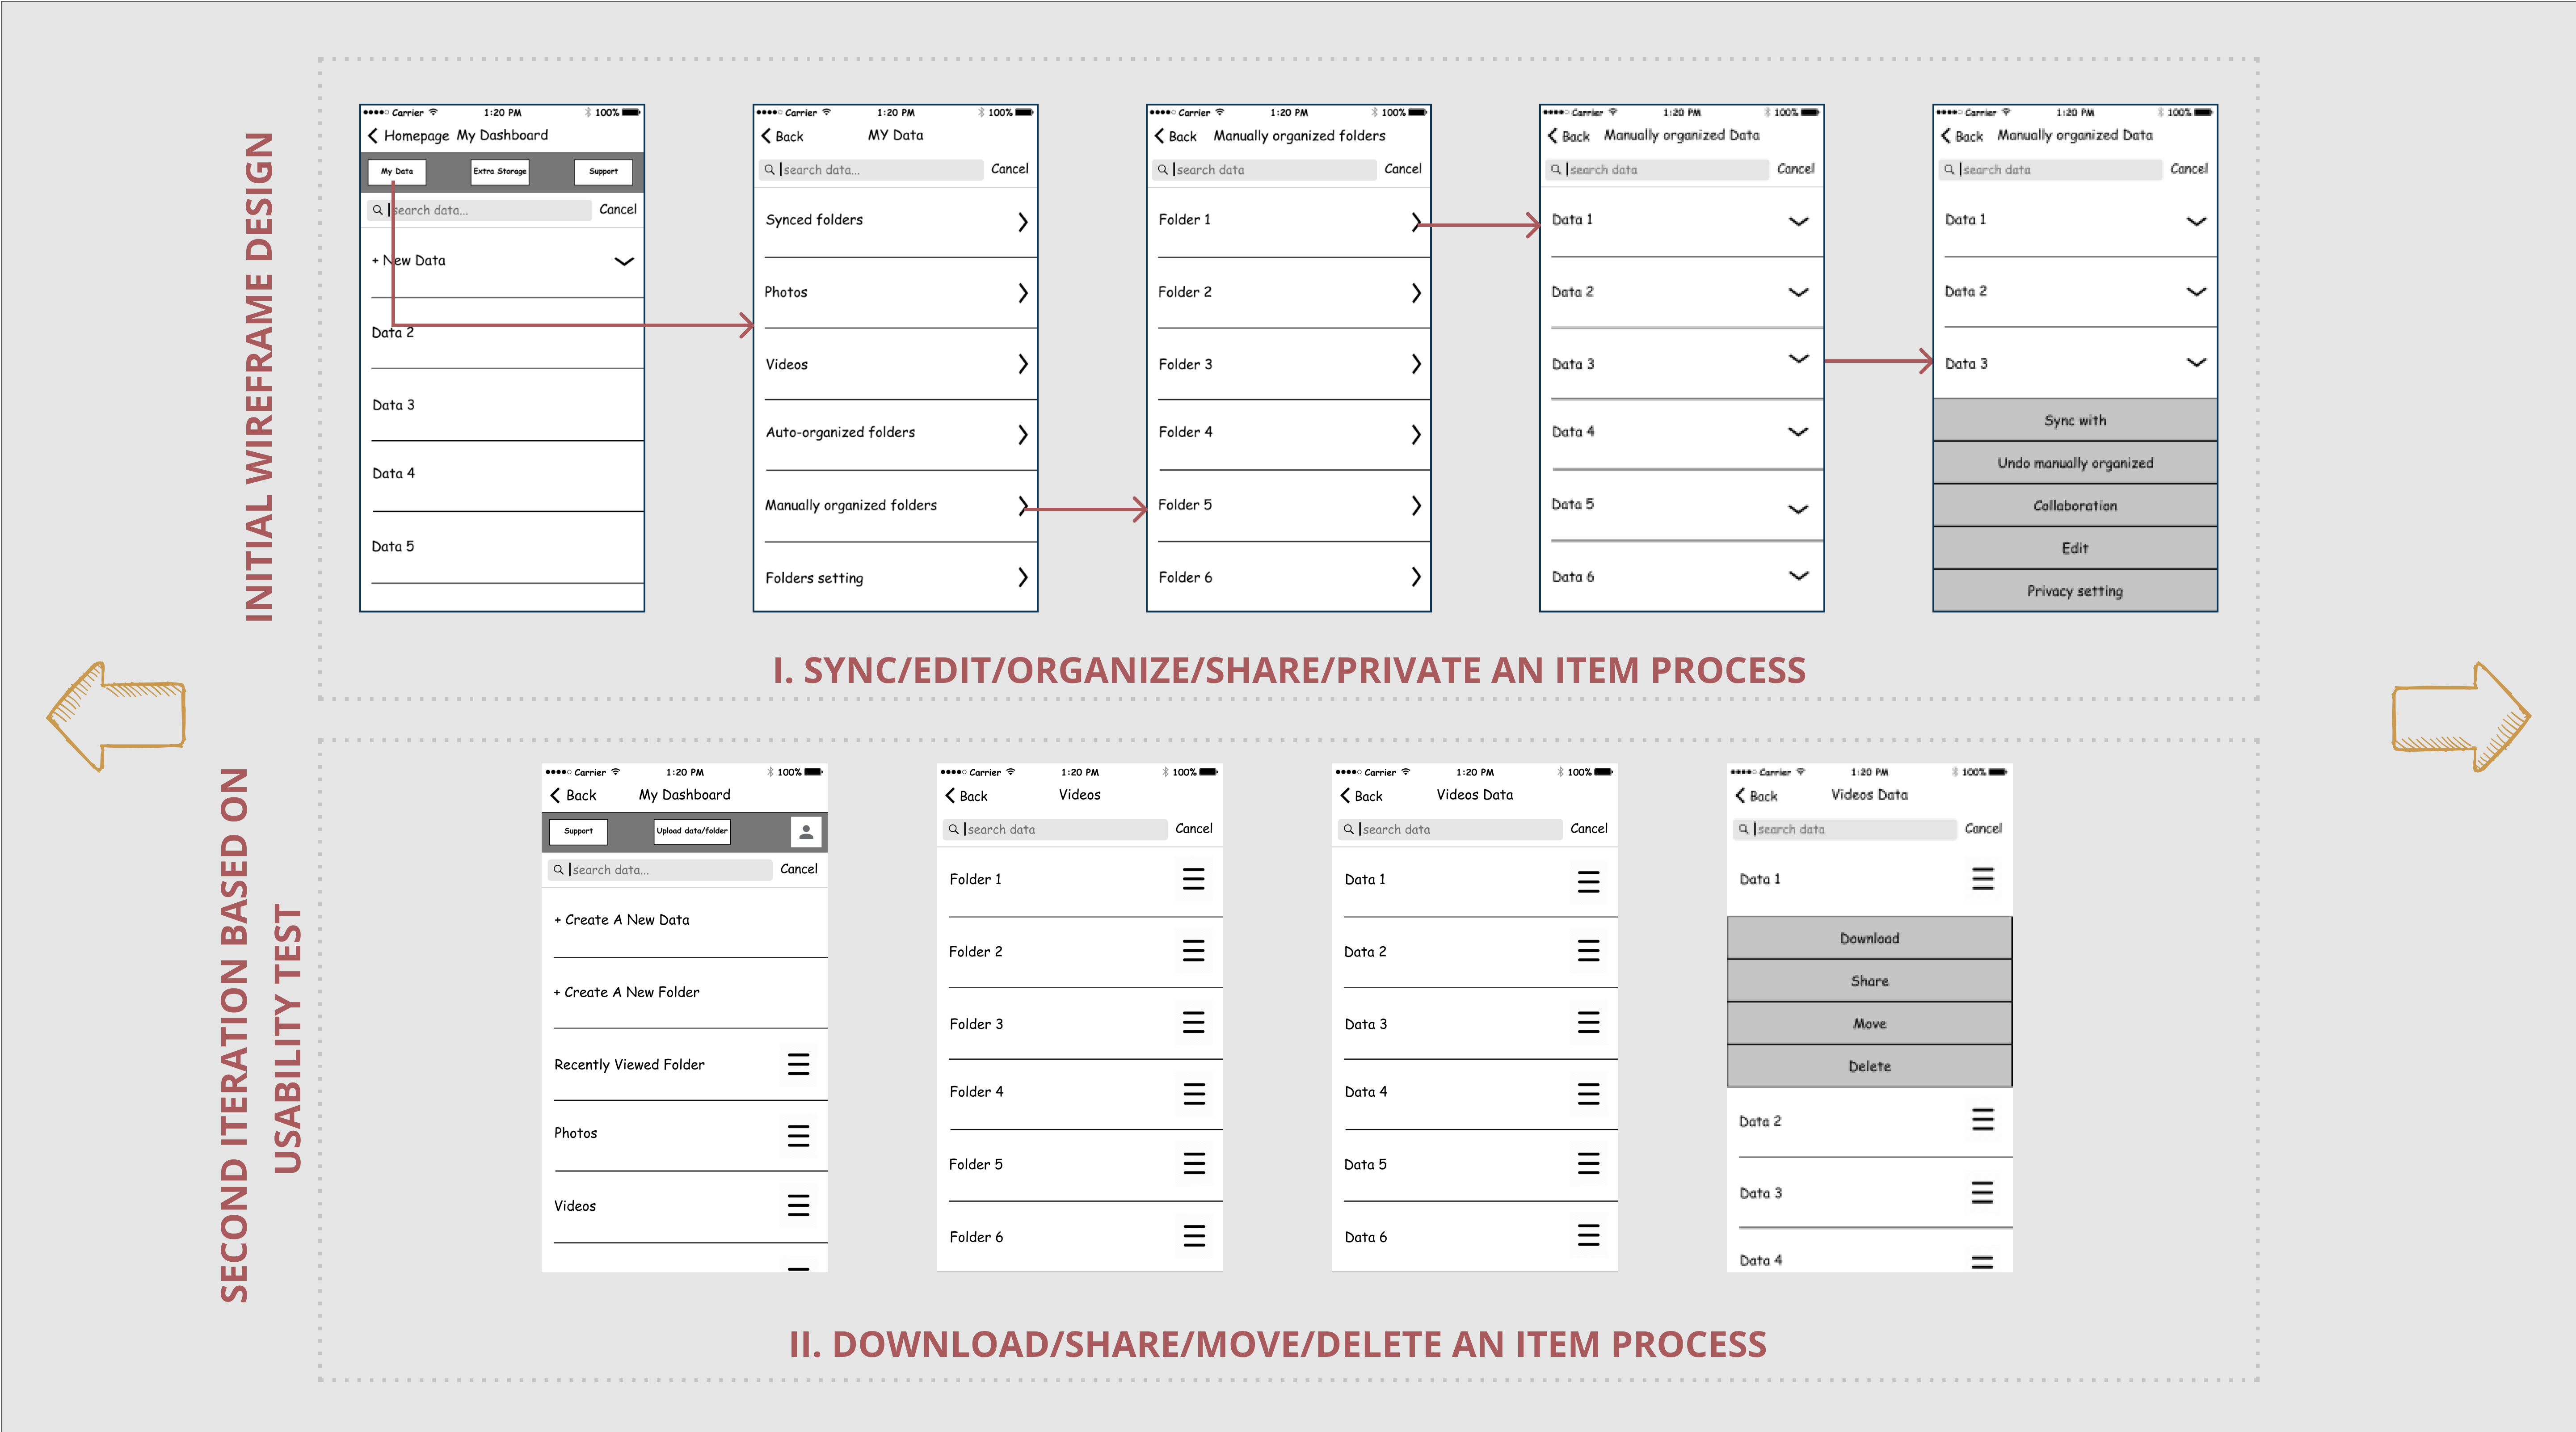 INITIAL WIREFRAME DESIGN
Carrier 1:20 PM 100%
Homepage My Dashboard
My Data Extra Storage Support
search data... Cancel
+ New Data
Data 2
Data 3
Data 4
Data 5
Carrier 1:20 PM 100%
Back MY Data
search data... Cancel
Synced folders
Photos
Videos
Auto-organized folders
Manually organized folders
Folders setting
Carrier 1:20 PM 100%
Back Manually organized folders
search data Cancel
Folder 1
Folder 2
Folder 3
Folder 4
Folder 5
Folder 6
Carrier 1:20 PM 100%
Back Manually organized Data
search data Cancel
Data 1
Data 2
Data 3
Data 4
Data 5
Data 6
Carrier 1:20 PM 100%
Back Manually organized Data
search data Cancel
Data 1
Data 2
Data 3
Sync with
Undo manually organized
Collaboration
Edit
Privacy setting
I. SYNC/EDIT/ORGANIZE/SHARE/PRIVATE AN ITEM PROCESS
SECOND ITERATION BASED ON
USABILITY TEST
Carrier 1:20 PM 100%
Back My Dashboard
Support Upload data/folder
search data... Cancel
+ Create A New Data
+ Create A New Folder
Recently Viewed Folder
Photos
Videos
Carrier 1:20 PM 100%
Back Videos
search data Cancel
Folder 1
Folder 2
Folder 3
Folder 4
Folder 5
Folder 6
Carrier 1:20 PM 100%
Back Videos Data
search data Cancel
Data 1
Data 2
Data 3
Data 4
Data 5
Data 6
Carrier 1:20 PM 100%
Back Videos Data
search data Cancel
Data 1
Download
Share
Move
Delete
Data 2
Data 3
Data 4
II. DOWNLOAD/SHARE/MOVE/DELETE AN ITEM PROCESS